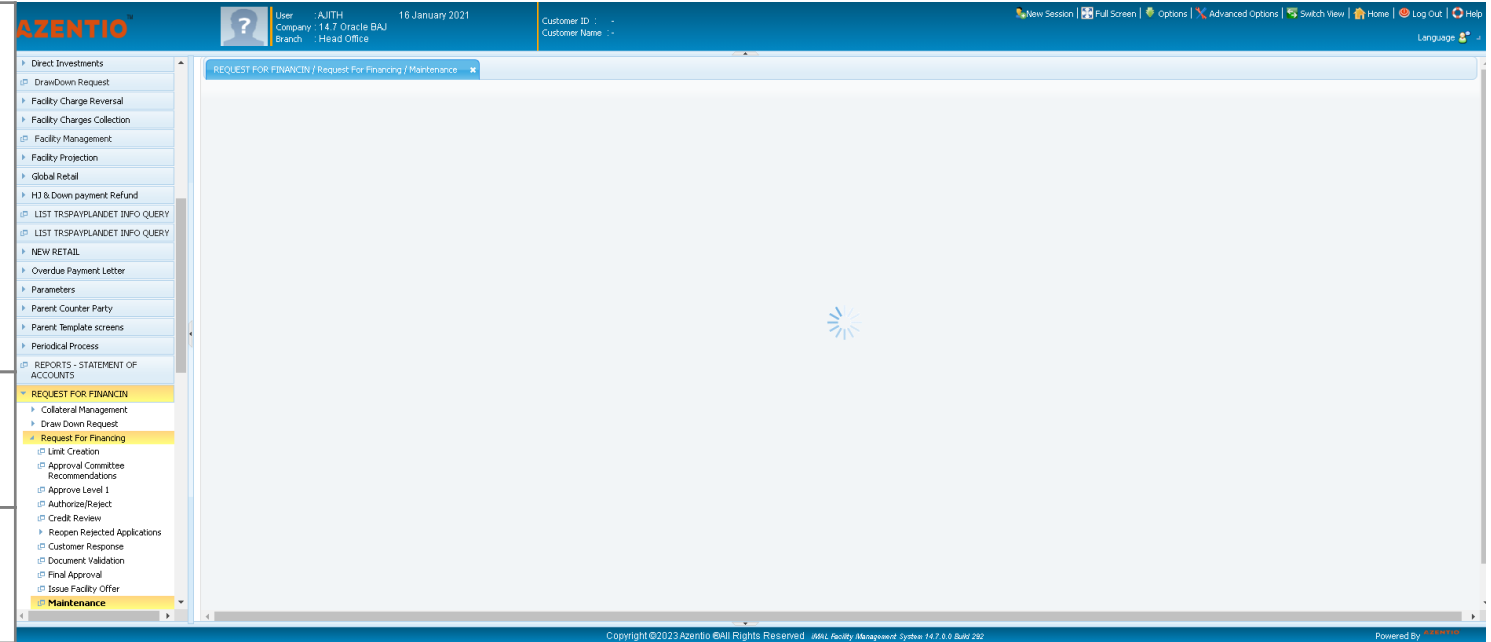 AZENTIO
User : AJITH 16 January 2021
Company : 14.7 Oracle BAJ
Branch : Head Office
Customer ID : -
Customer Name : -
New Session | Full Screen | Options | Advanced Options | Switch View | Home | Log Out | Help
Language
Direct Investments
DrawDown Request
Facility Charge Reversal
Facility Charges Collection
Facility Management
Facility Projection
Global Retail
HJ & Down payment Refund
LIST TRSPAYPLANDET INFO QUERY
LIST TRSPAYPLANDET INFO QUERY
NEW RETAIL
Overdue Payment Letter
Parameters
Parent Counter Party
Parent Template screens
Periodical Process
REPORTS - STATEMENT OF
ACCOUNTS
REQUEST FOR FINANCIN
Collateral Management
Draw Down Request
Request For Financing
Limit Creation
Approval Committee
Recommendations
Approve Level 1
Authorize/Reject
Credit Review
Reopen Rejected Applications
Customer Response
Document Validation
Final Approval
Issue Facility Offer
Maintenance
REQUEST FOR FINANCIN / Request For Financing / Maintenance
Copyright ©2023 Azentio ®All Rights Reserved iMAL Facility Management System 14.7.0.0 Build 292
Powered By AZENTIO